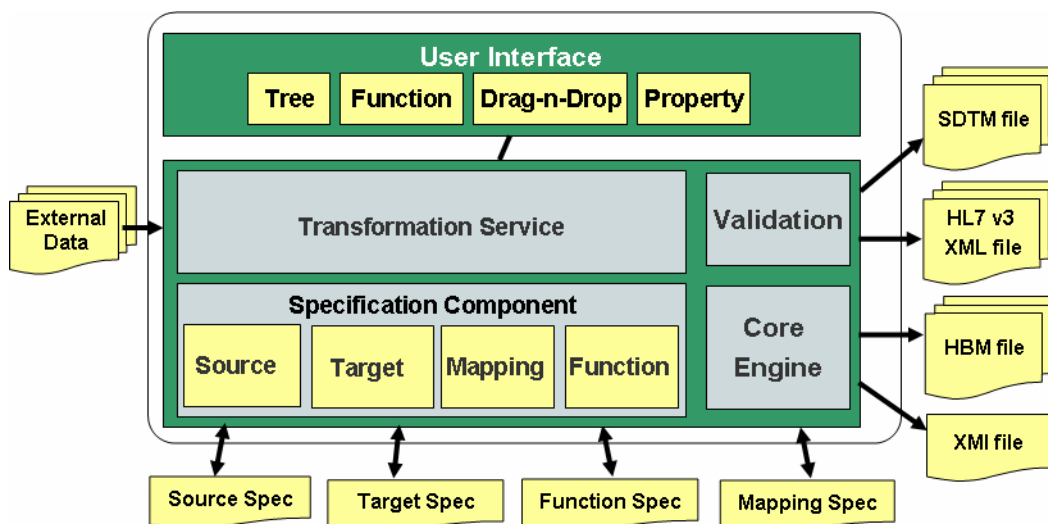 User Interface
Tree
Function
Drag-n-Drop
Property
External
Data
Transformation Service
Validation
Specification Component
Source
Target
Mapping
Function
Core
Engine
SDTM file
HL7 v3
XML file
HBM file
XMI file
Source Spec
Target Spec
Function Spec
Mapping Spec